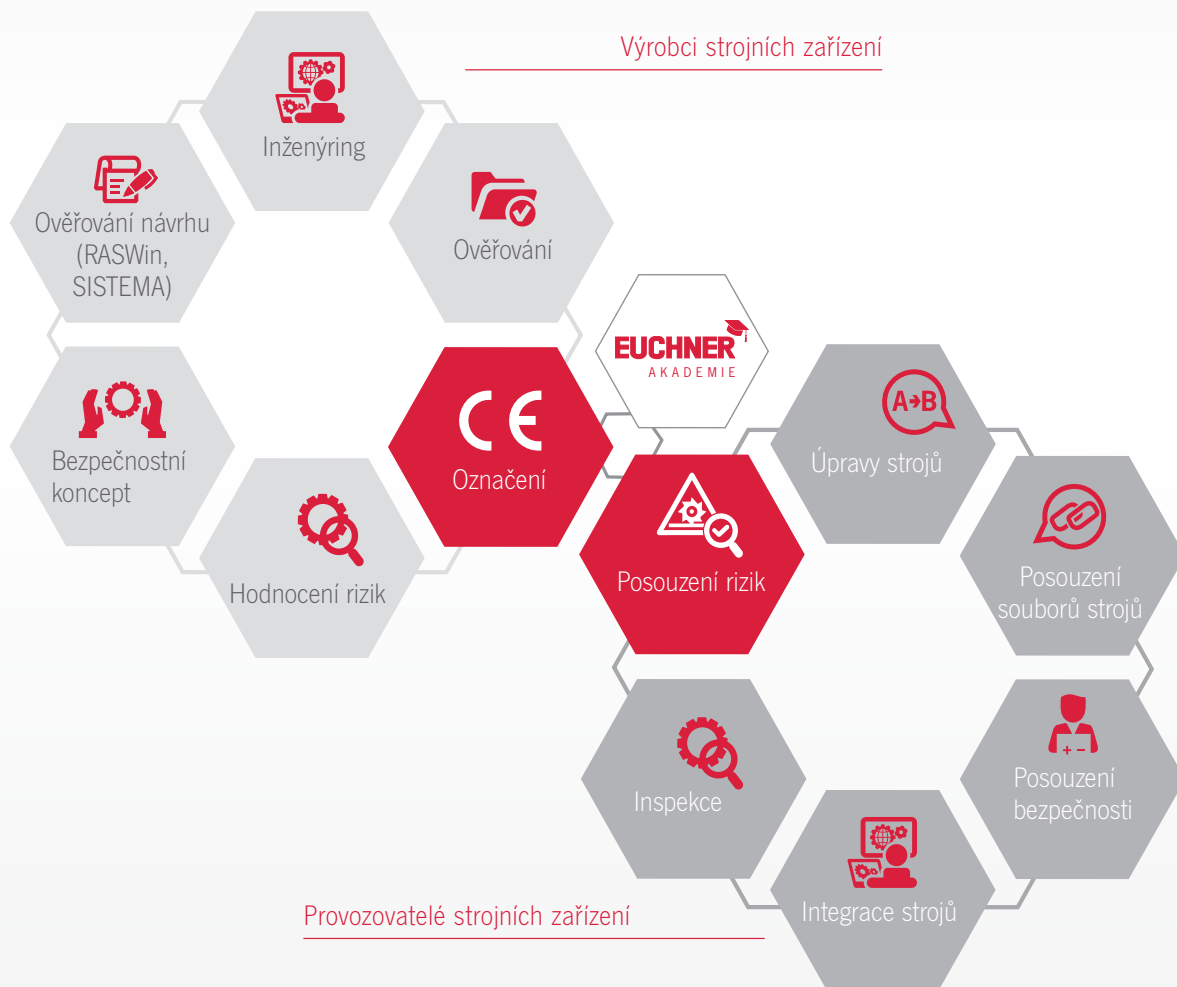 Výrobci strojních zařízení
Inženýring
Ověřování návrhu
(RASWin,
SISTEMA)
Ověřování
EUCHNER
AKADEMIE
Bezpečnostní
koncept
CE
Označení
Hodnocení rizik
A→B
Úpravy strojů
Posouzení rizik
Posouzení
souborů strojů
Inspekce
+ −
Posouzení
bezpečnosti
Integrace strojů
Provozovatelé strojních zařízení